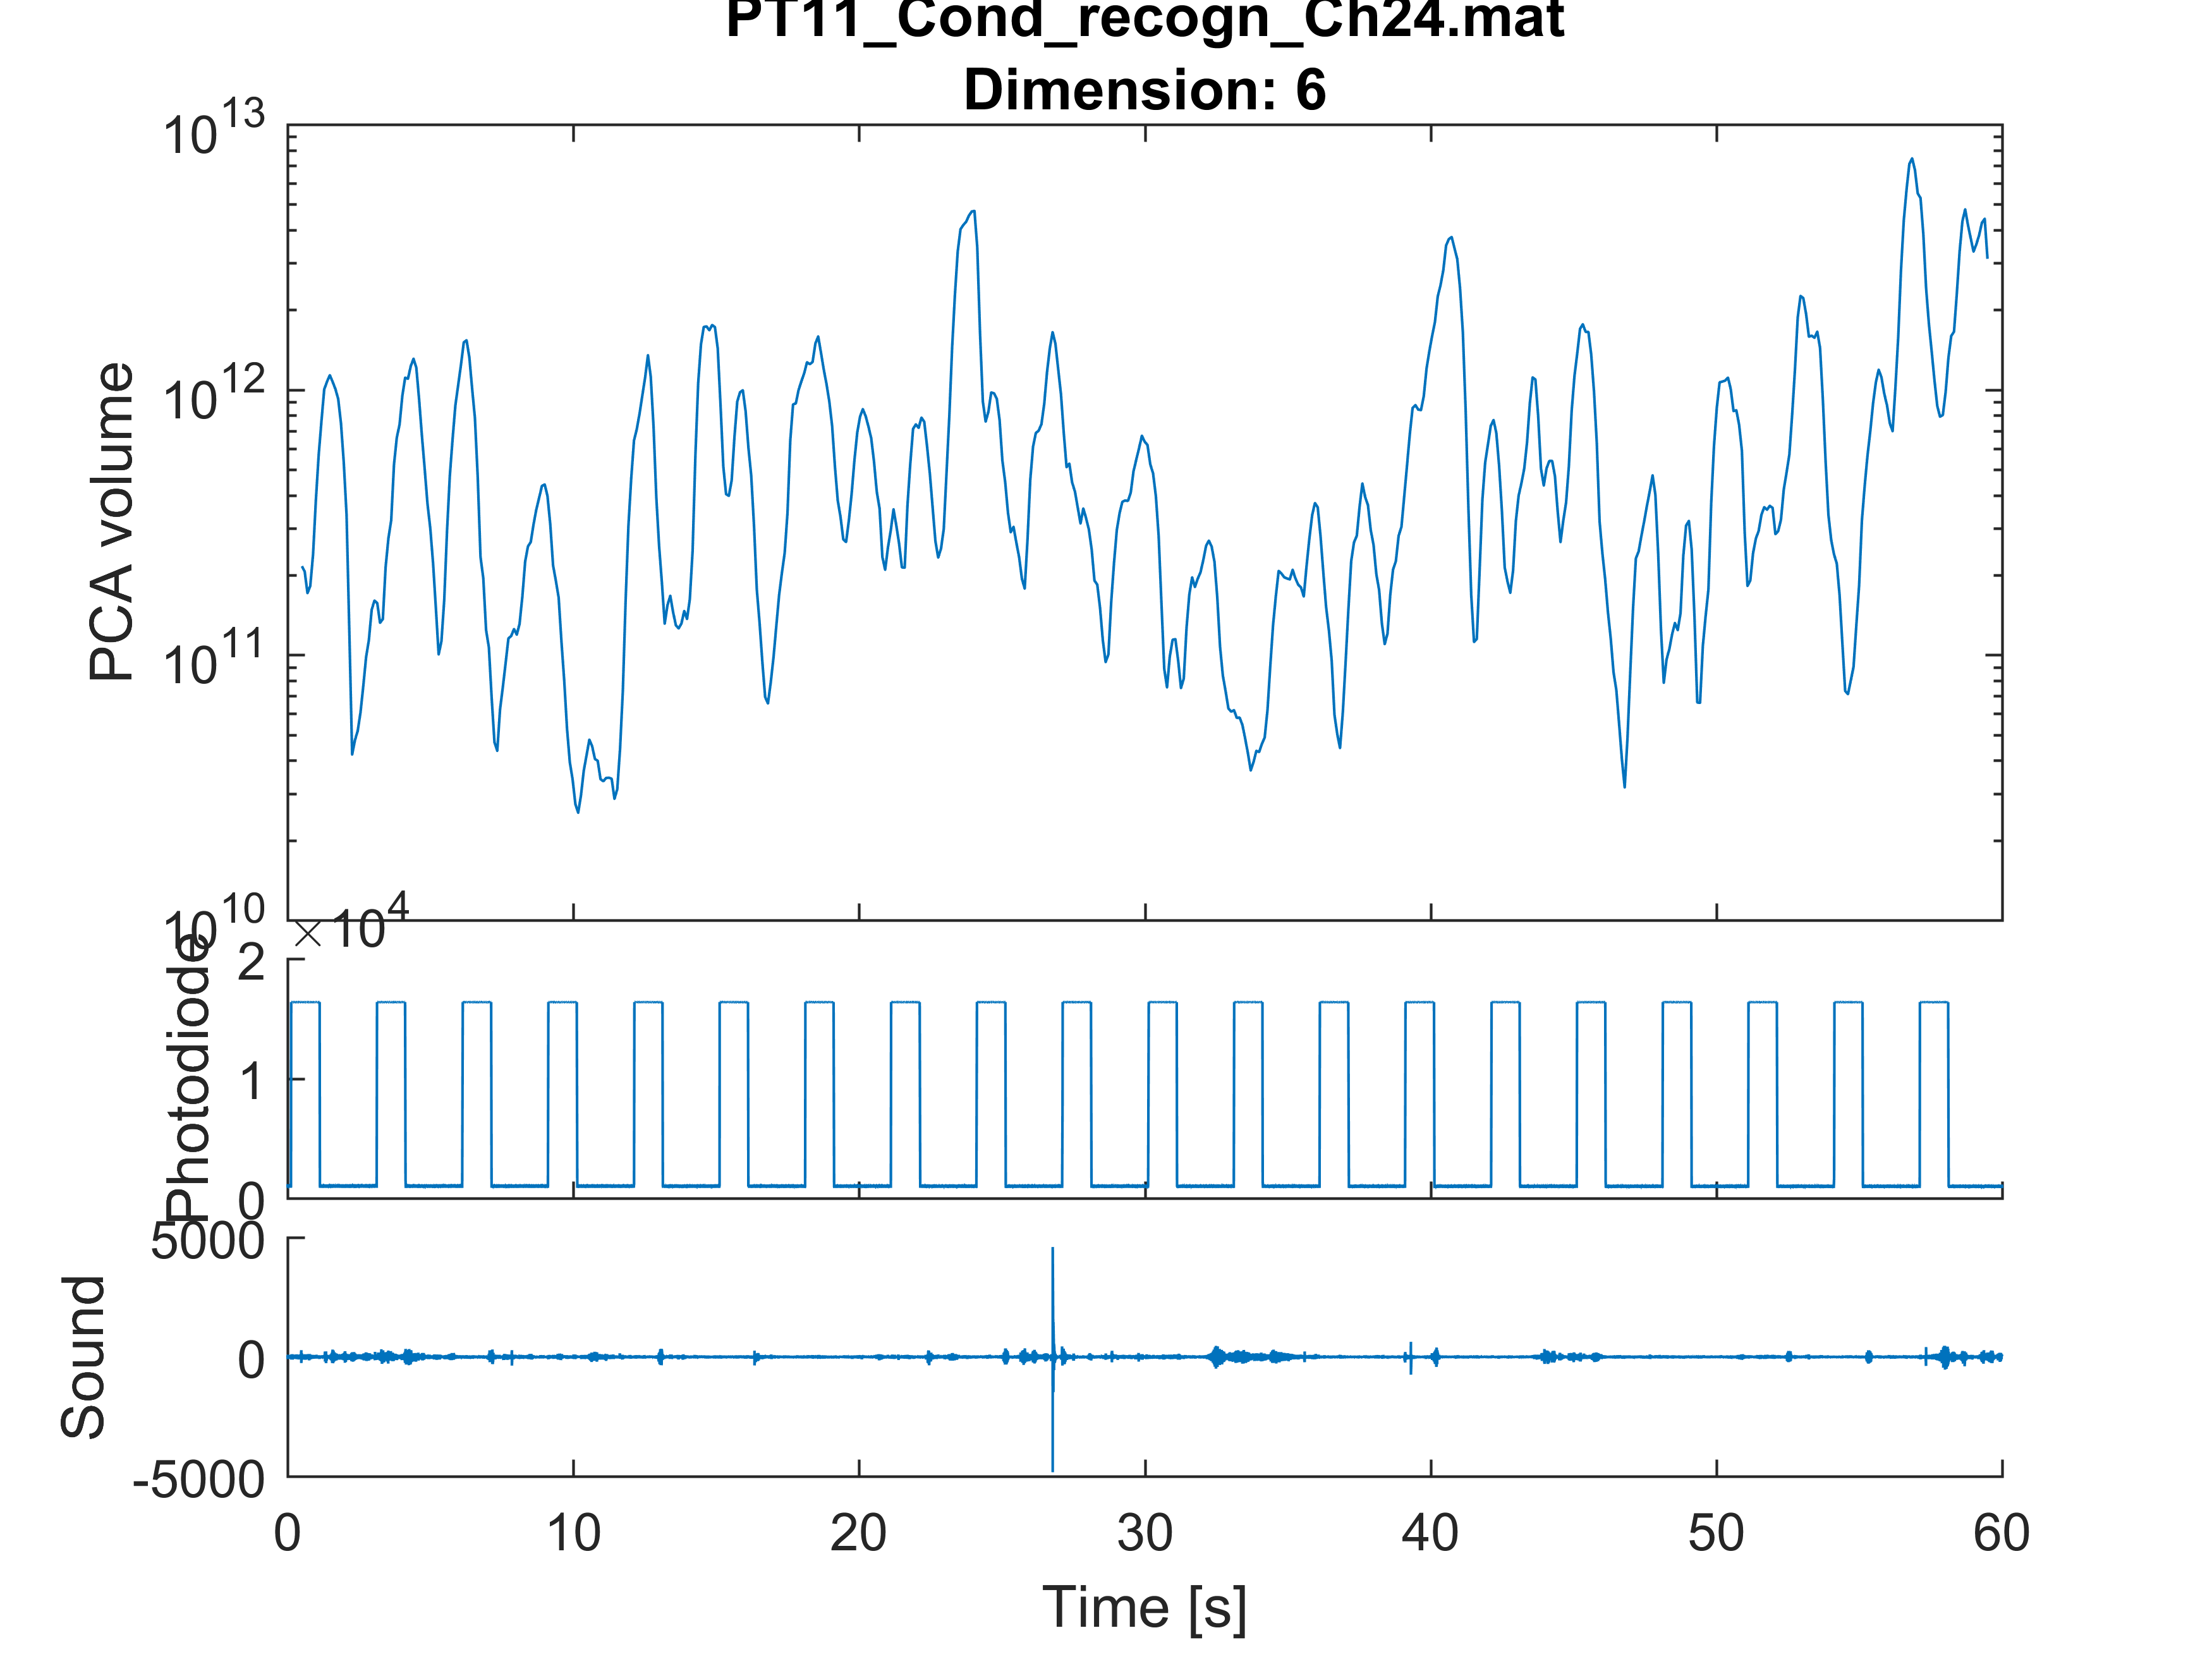 PT11_Cond_recogn_Ch24.mat
Dimension: 6
10^13
10^12
10^11
10^10
PCA volume
× 10^4
2
1
0
Photodiode
5000
0
-5000
Sound
0 10 20 30 40 50 60
Time [s]